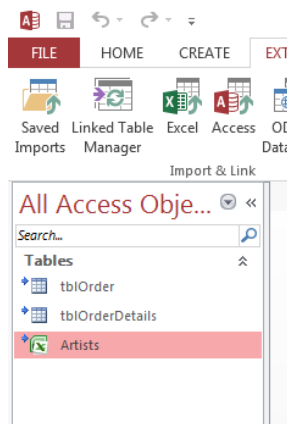 FILE HOME CREATE EXT
Saved Imports
Linked Table Manager
Excel
Access
OD
Data
Import & Link
All Access Obje...
Search...
Tables
tblOrder
tblOrderDetails
Artists